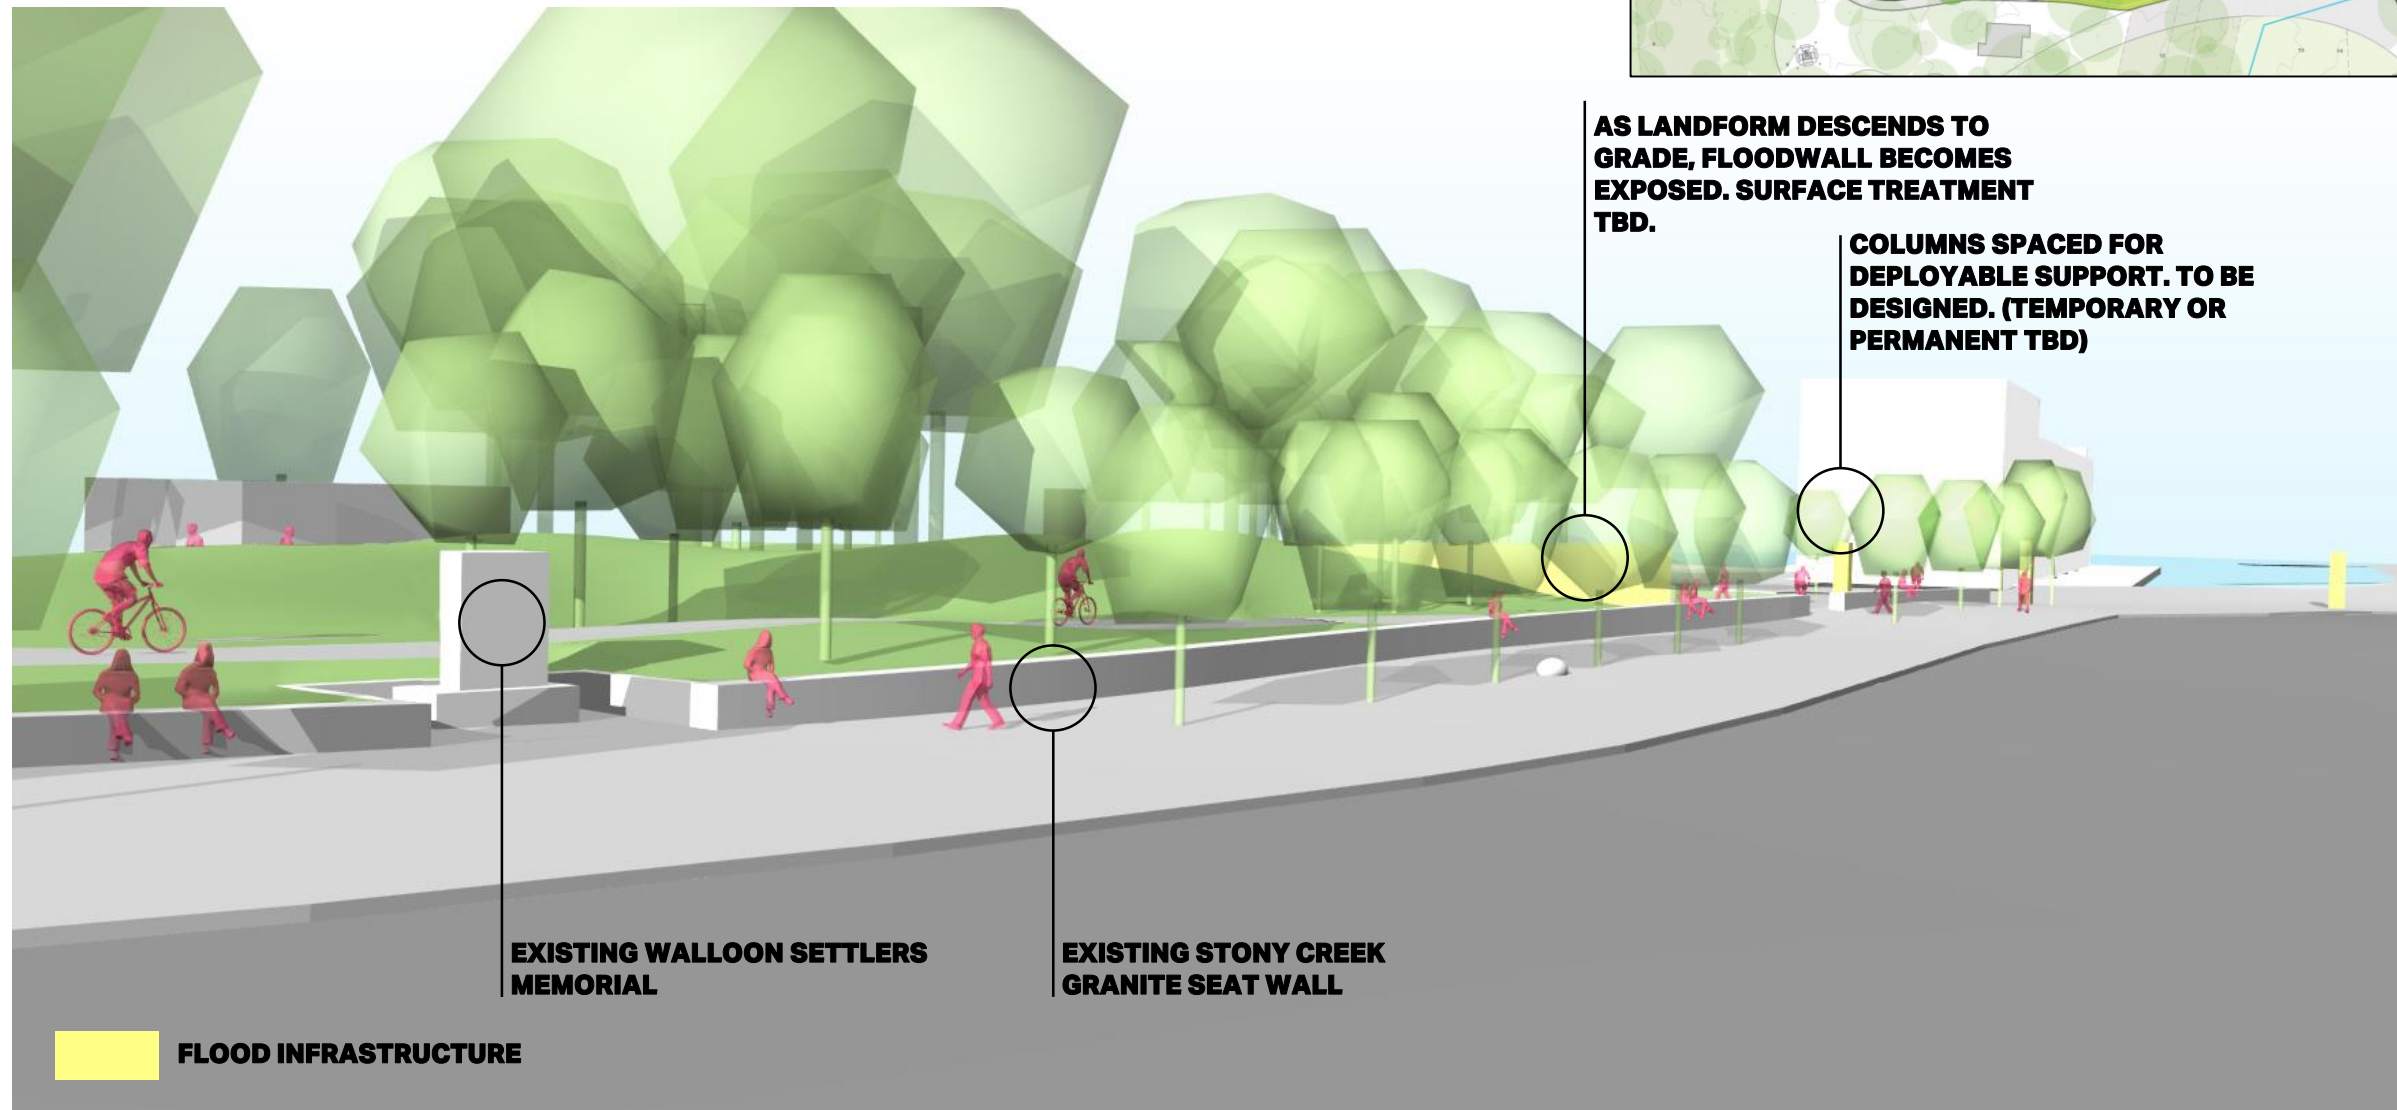 AS LANDFORM DESCENDS TO
GRADE, FLOODWALL BECOMES
EXPOSED. SURFACE TREATMENT
TBD.
COLUMNS SPACED FOR
DEPLOYABLE SUPPORT. TO BE
DESIGNED. (TEMPORARY OR
PERMANENT TBD)
EXISTING WALLOON SETTLERS
MEMORIAL
EXISTING STONY CREEK
GRANITE SEAT WALL
FLOOD INFRASTRUCTURE